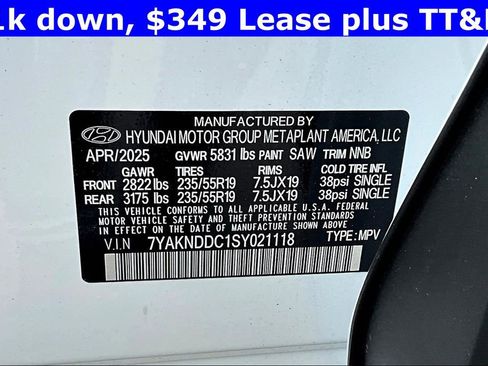 1k down, $349 Lease plus TT&
MANUFACTURED BY
HYUNDAI MOTOR GROUP METAPLANT AMERICA, LLC
APR/2025 GVWR 5831 lbs PAINT SAW TRIM NNB
GAWR TIRES RIMS COLD TIRE INFL
FRONT 2822 lbs 235/55R19 7.5JX19 38psi SINGLE
REAR 3175 lbs 235/55R19 7.5JX19 38psi SINGLE
THIS VEHICLE CONFORMS TO ALL APPLICABLE U.S.A. FEDERAL
MOTOR VEHICLE SAFETY, BUMPER, AND THEFT PREVENTION
STANDARDS IN EFFECT ON THE DATE OF MANUFACTURE SHOWN ABOVE.
V.I.N 7YAKNDDC1SY021118 TYPE: MPV